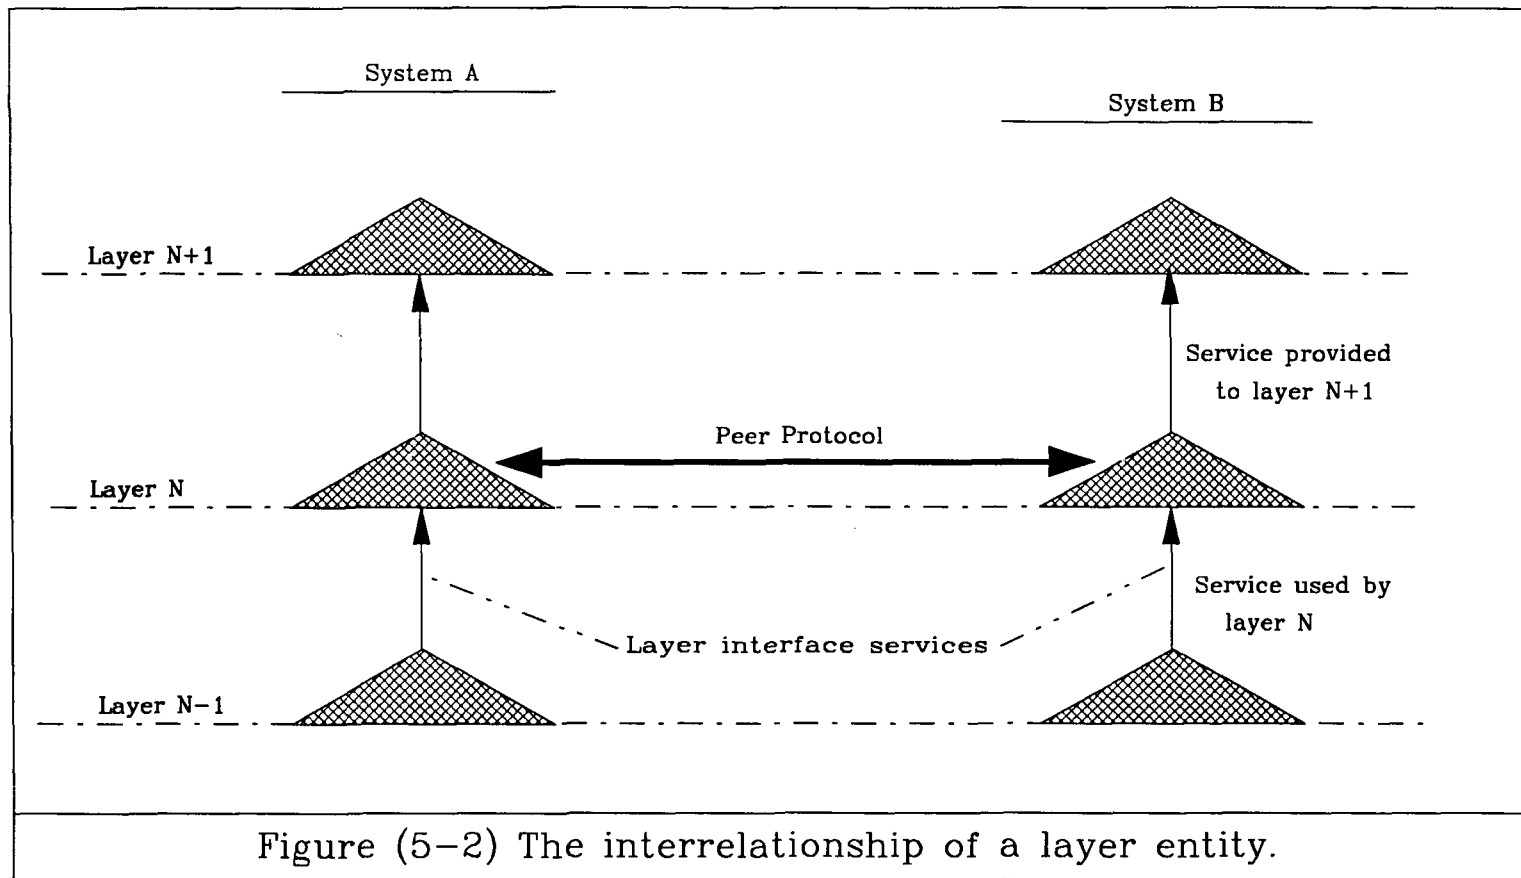 System A
System B
Layer N+1
Service provided
to layer N+1
Peer Protocol
Layer N
Service used by
layer N
Layer interface services
Layer N-1
Figure (5-2) The interrelationship of a layer entity.